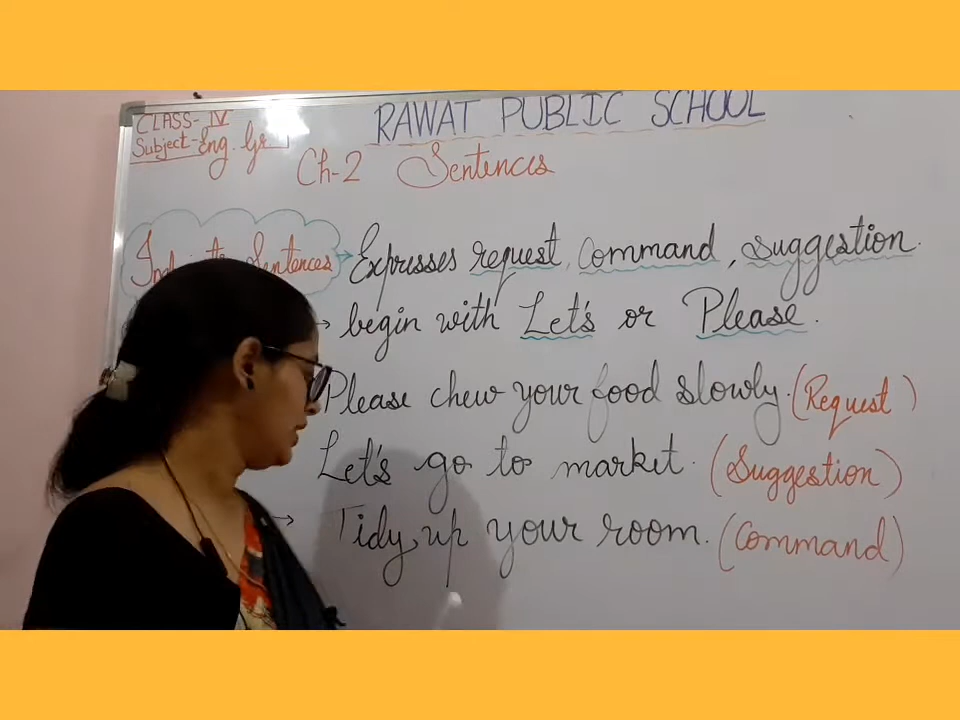 RAWAT PUBLIC SCHOOL
CLASS- IV
Subject- Eng. Gr
Ch-2 Sentences
Sentences → Expresses request, Command, suggestion.
→ begin with Let's or Please.
Please chew your food slowly. (Request)
Let's go to market. (Suggestion)
→ Tidy up your room. (Command)